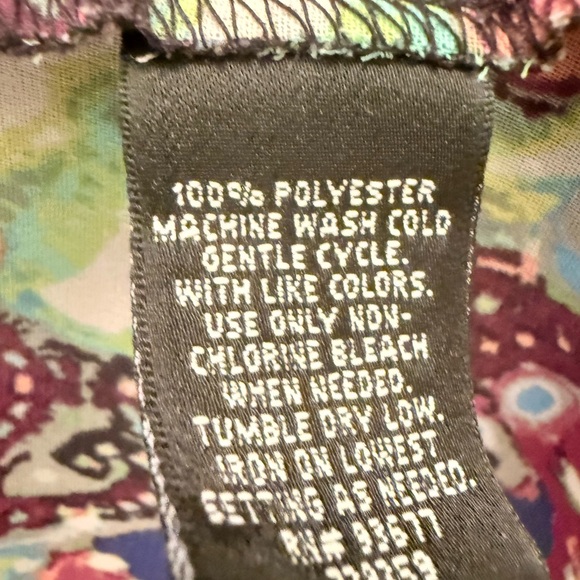 100% POLYESTER
MACHINE WASH COLD
GENTLE CYCLE.
WITH LIKE COLORS.
USE ONLY NON-
CHLORINE BLEACH
WHEN NEEDED.
TUMBLE DRY LOW.
IRON ON LOWEST
SETTING AS NEEDED.
RN#